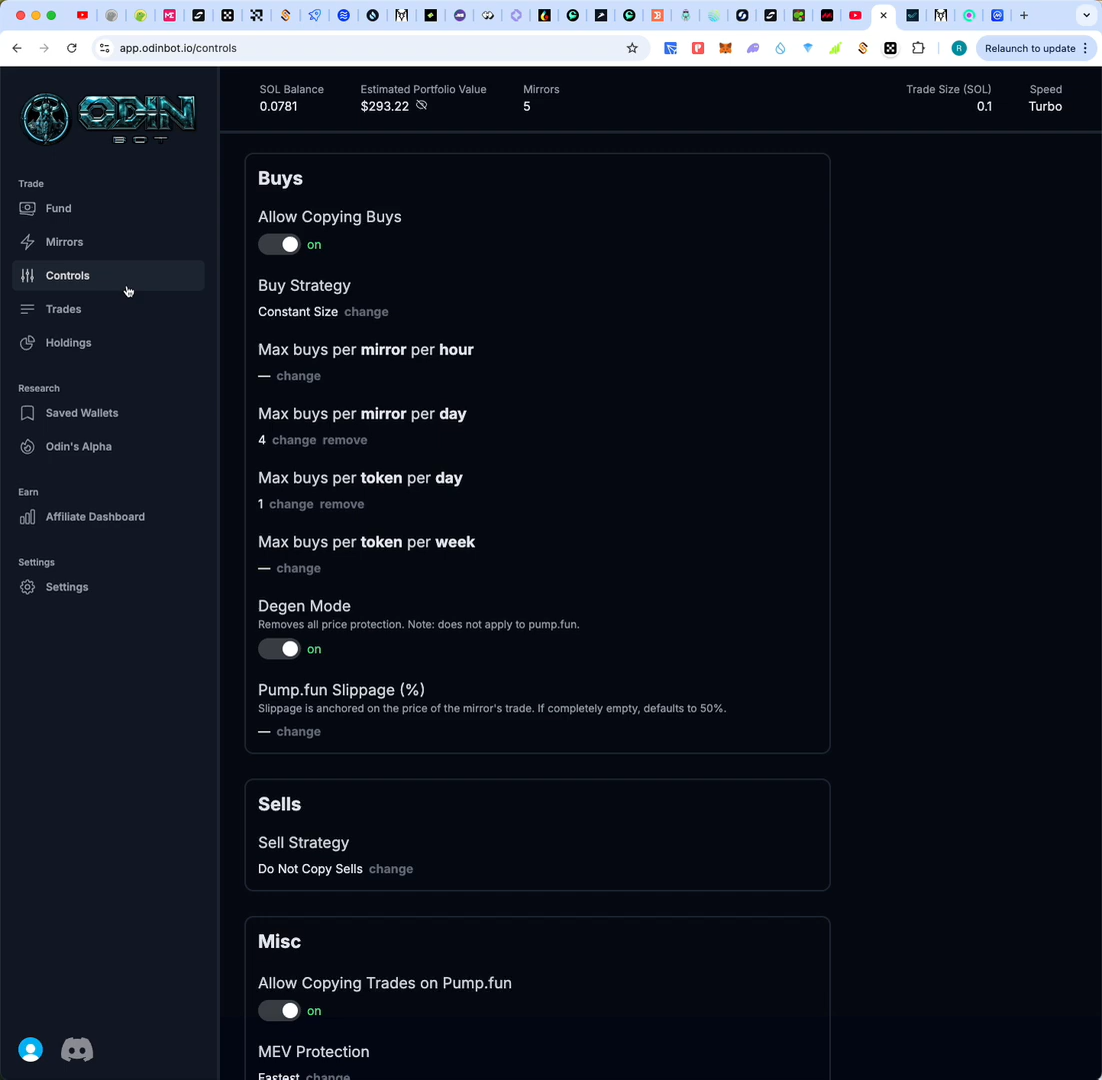 app.odinbot.io/controls
R
Relaunch to update
ODIN
BOT
SOL Balance
0.0781
Estimated Portfolio Value
$293.22
Mirrors
5
Trade Size (SOL)
0.1
Speed
Turbo
Trade
Fund
Mirrors
Controls
Trades
Holdings
Research
Saved Wallets
Odin's Alpha
Earn
Affiliate Dashboard
Settings
Settings
Buys
Allow Copying Buys
on
Buy Strategy
Constant Size change
Max buys per mirror per hour
— change
Max buys per mirror per day
4 change remove
Max buys per token per day
1 change remove
Max buys per token per week
— change
Degen Mode
Removes all price protection. Note: does not apply to pump.fun.
on
Pump.fun Slippage (%)
Slippage is anchored on the price of the mirror's trade. If completely empty, defaults to 50%.
— change
Sells
Sell Strategy
Do Not Copy Sells change
Misc
Allow Copying Trades on Pump.fun
on
MEV Protection
Fastest change